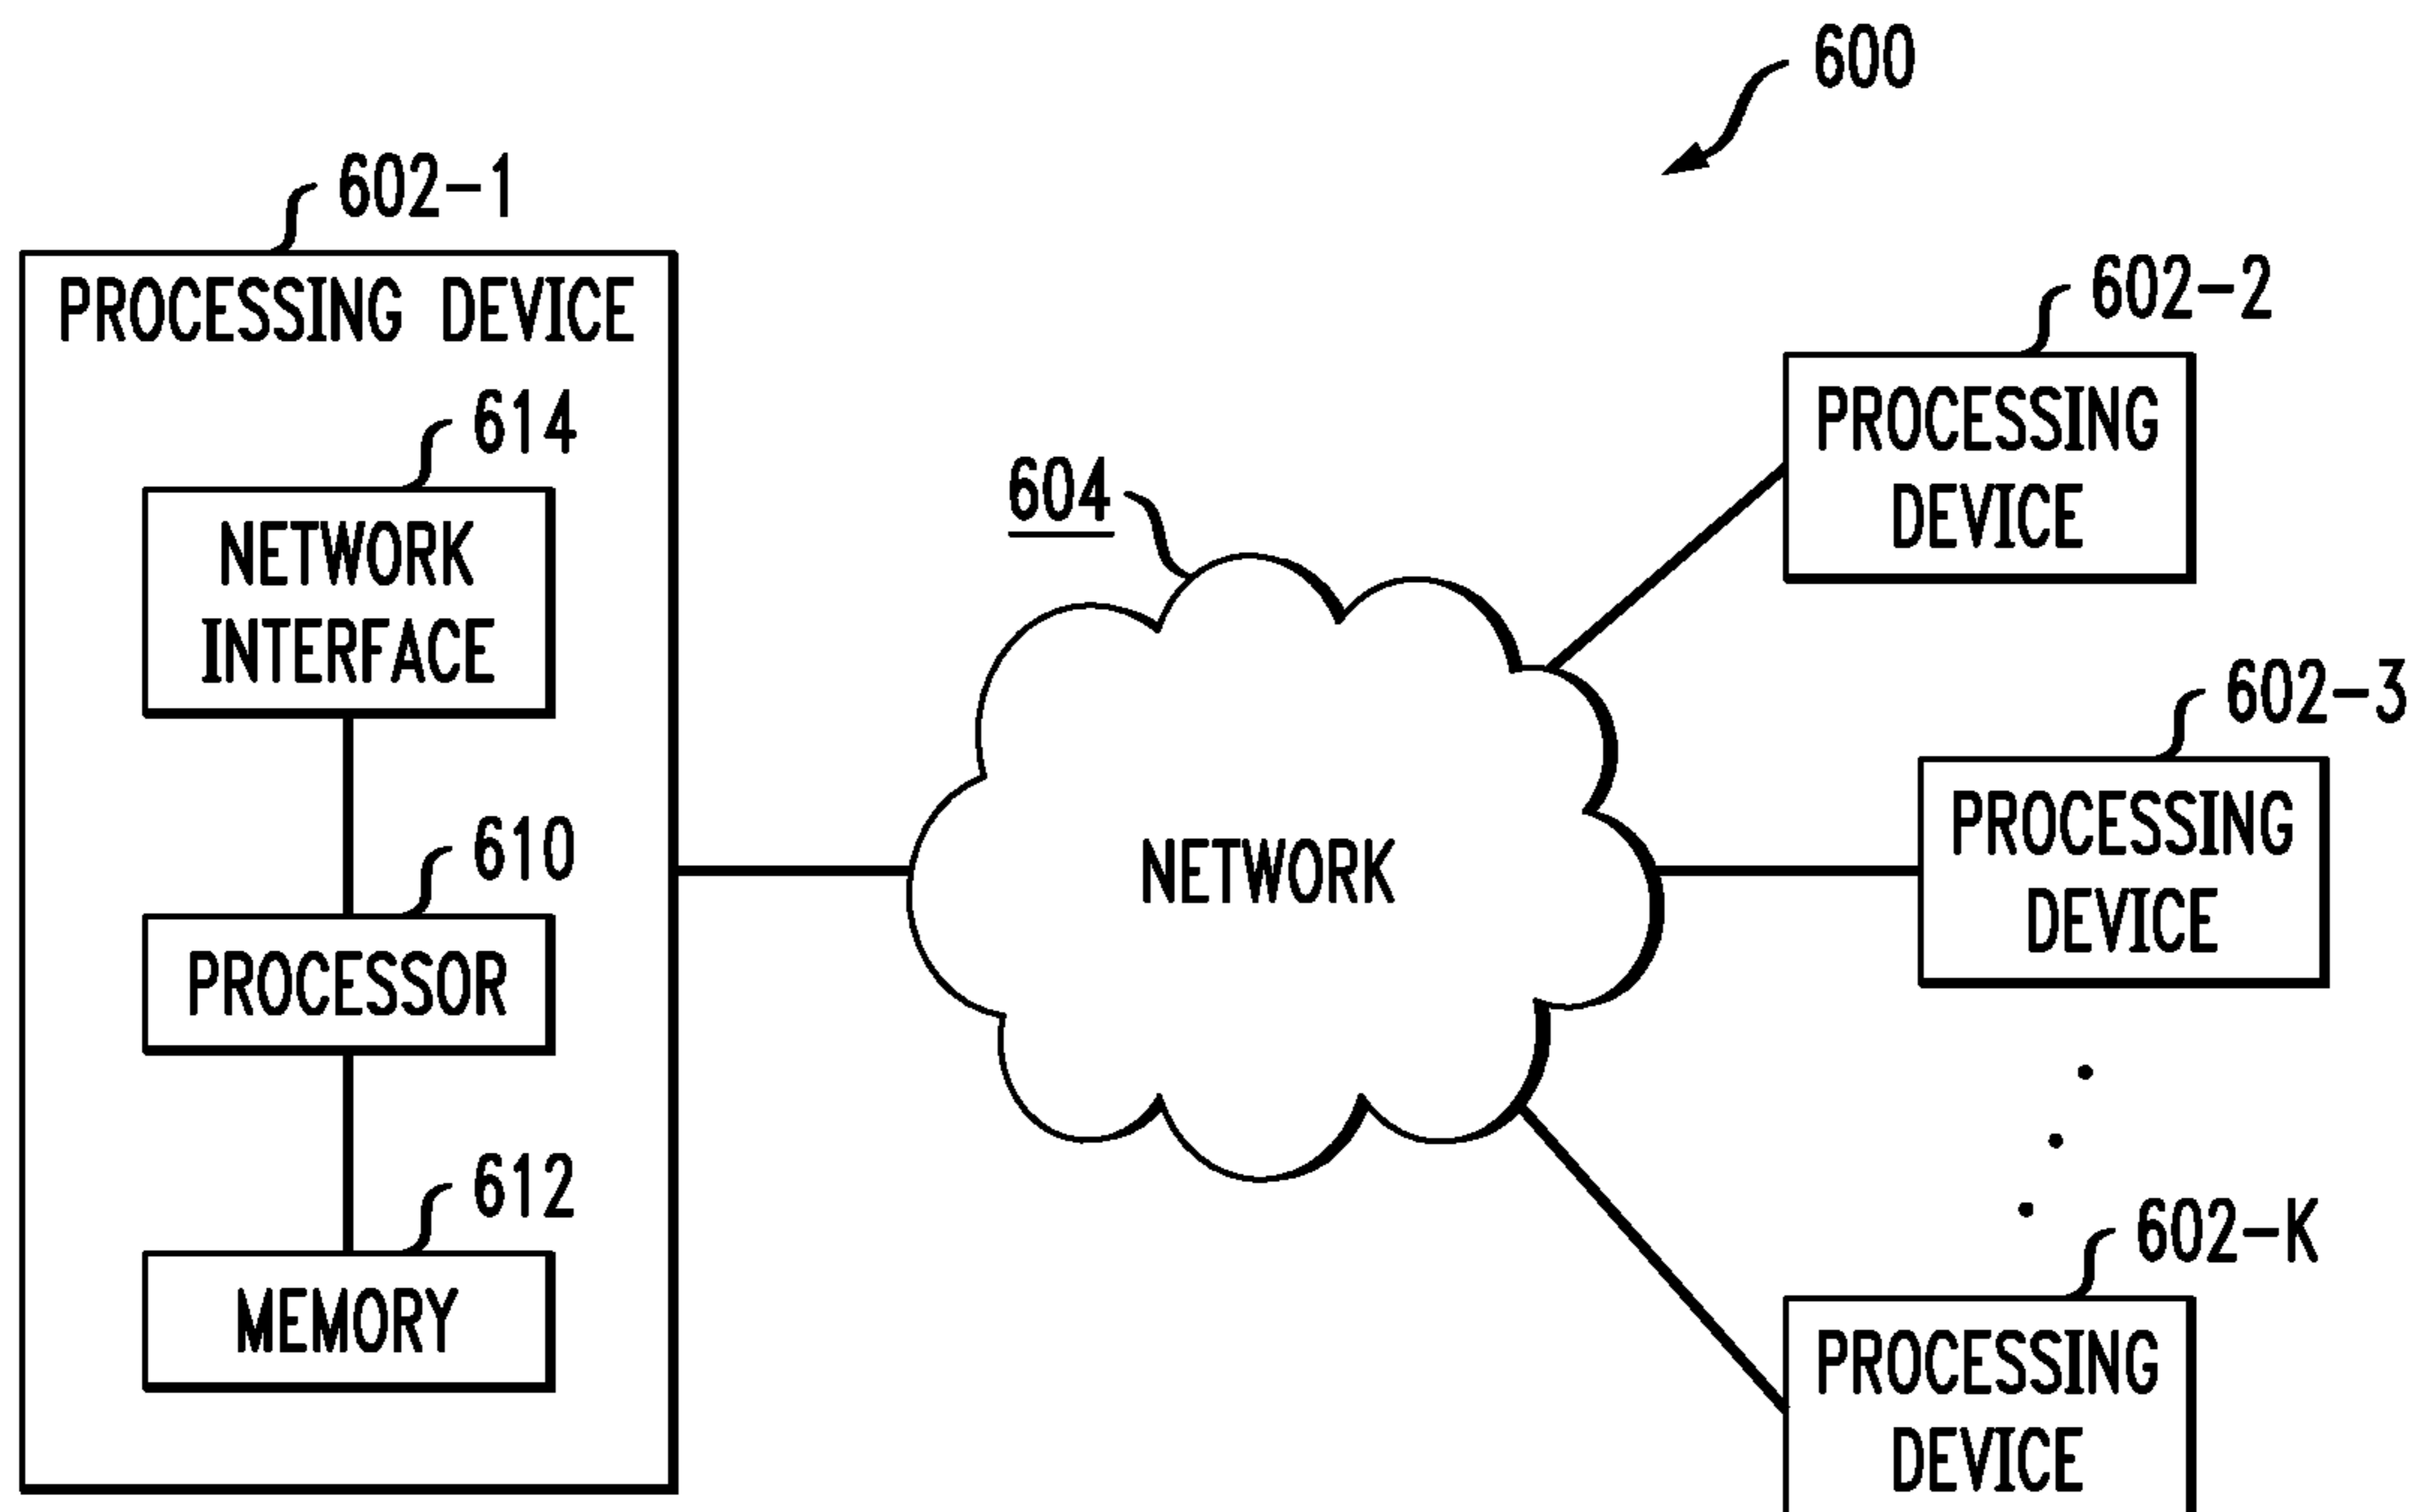 600
602-1
PROCESSING DEVICE
614
NETWORK
INTERFACE
610
PROCESSOR
612
MEMORY
604
NETWORK
602-2
PROCESSING
DEVICE
602-3
PROCESSING
DEVICE
602-K
PROCESSING
DEVICE